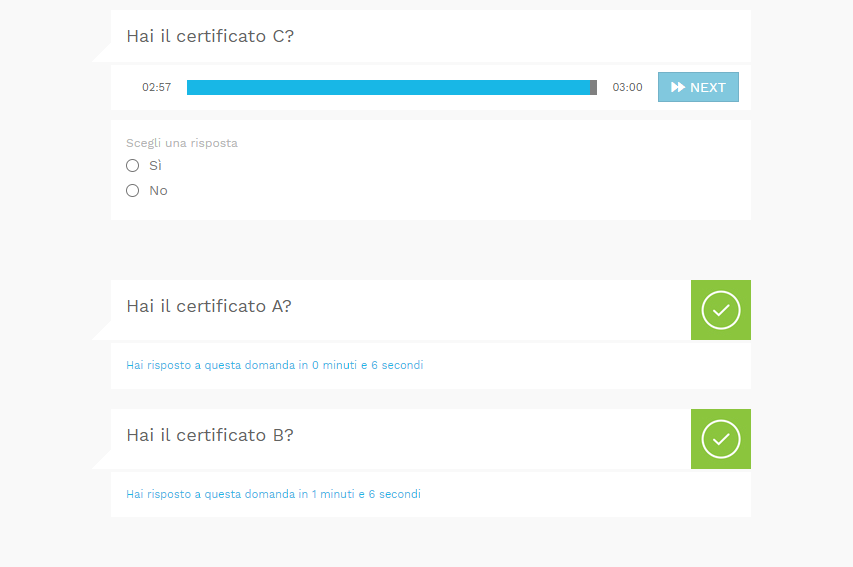 Hai il certificato C?
02:57 03:00 NEXT
Scegli una risposta
Sì
No
Hai il certificato A?
Hai risposto a questa domanda in 0 minuti e 6 secondi
Hai il certificato B?
Hai risposto a questa domanda in 1 minuti e 6 secondi